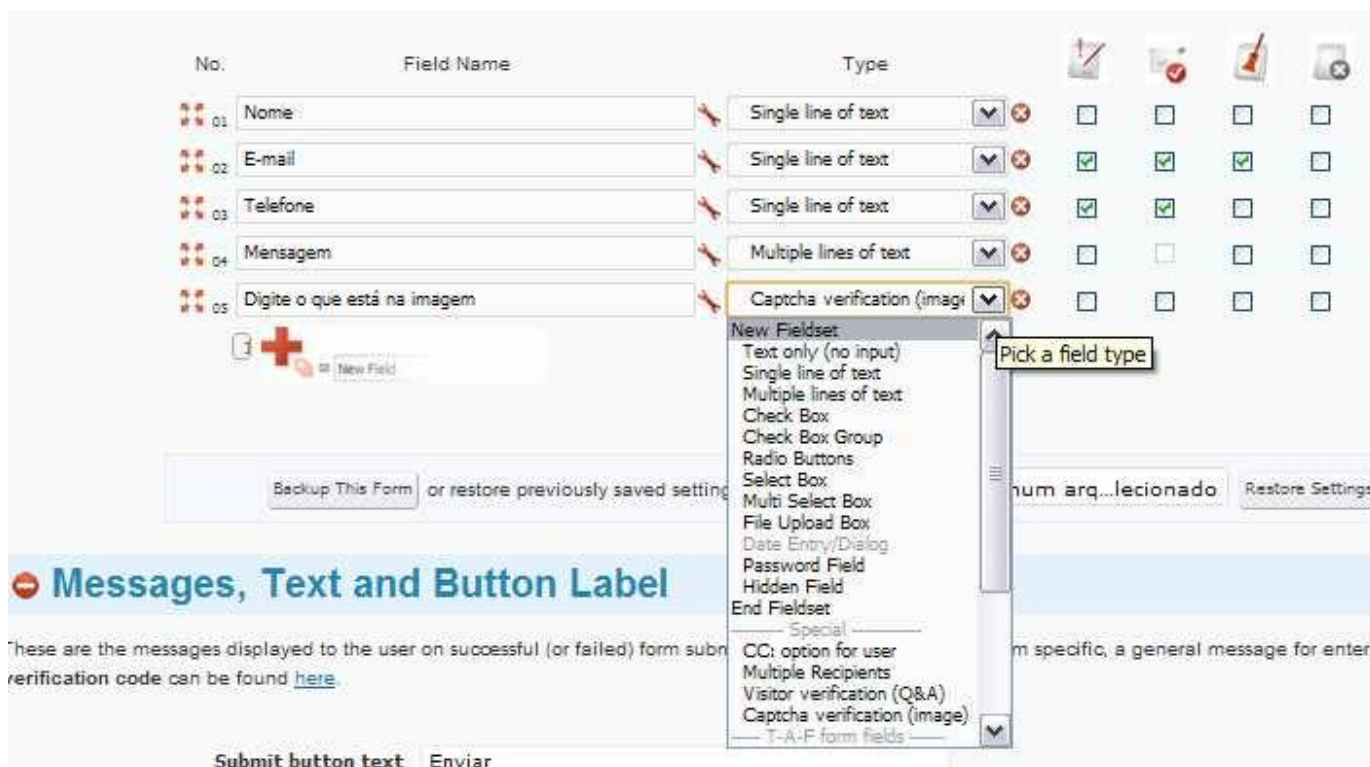 No. Field Name Type
01 Nome Single line of text
02 E-mail Single line of text
03 Telefone Single line of text
04 Mensagem Multiple lines of text
05 Digite o que está na imagem Captcha verification (imag
New Fieldset
Pick a field type
Text only (no input)
Single line of text
1 = New Field
Multiple lines of text
Check Box
Check Box Group
Radio Buttons
Select Box
Backup This Form or restore previously saved setting num arq...lecionado Restore Settings
Multi Select Box
File Upload Box
Date Entry/Dialog
Password Field
Hidden Field
End Fieldset
Special
CC: option for user
Multiple Recipients
Visitor verification (Q&A)
Captcha verification (image)
T-A-F form fields
Messages, Text and Button Label
These are the messages displayed to the user on successful (or failed) form subm m specific, a general message for enter
verification code can be found here.
Submit button text Enviar